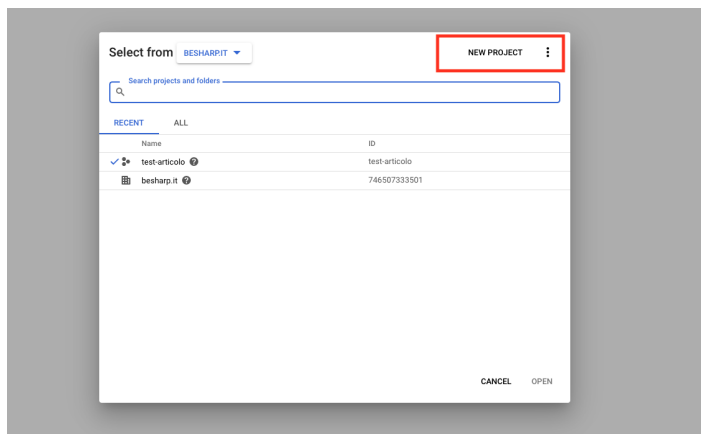 Select from BESHARP.IT NEW PROJECT
Search projects and folders
RECENT ALL
Name ID
test-articolo test-articolo
besharp.it 746507333501
CANCEL OPEN